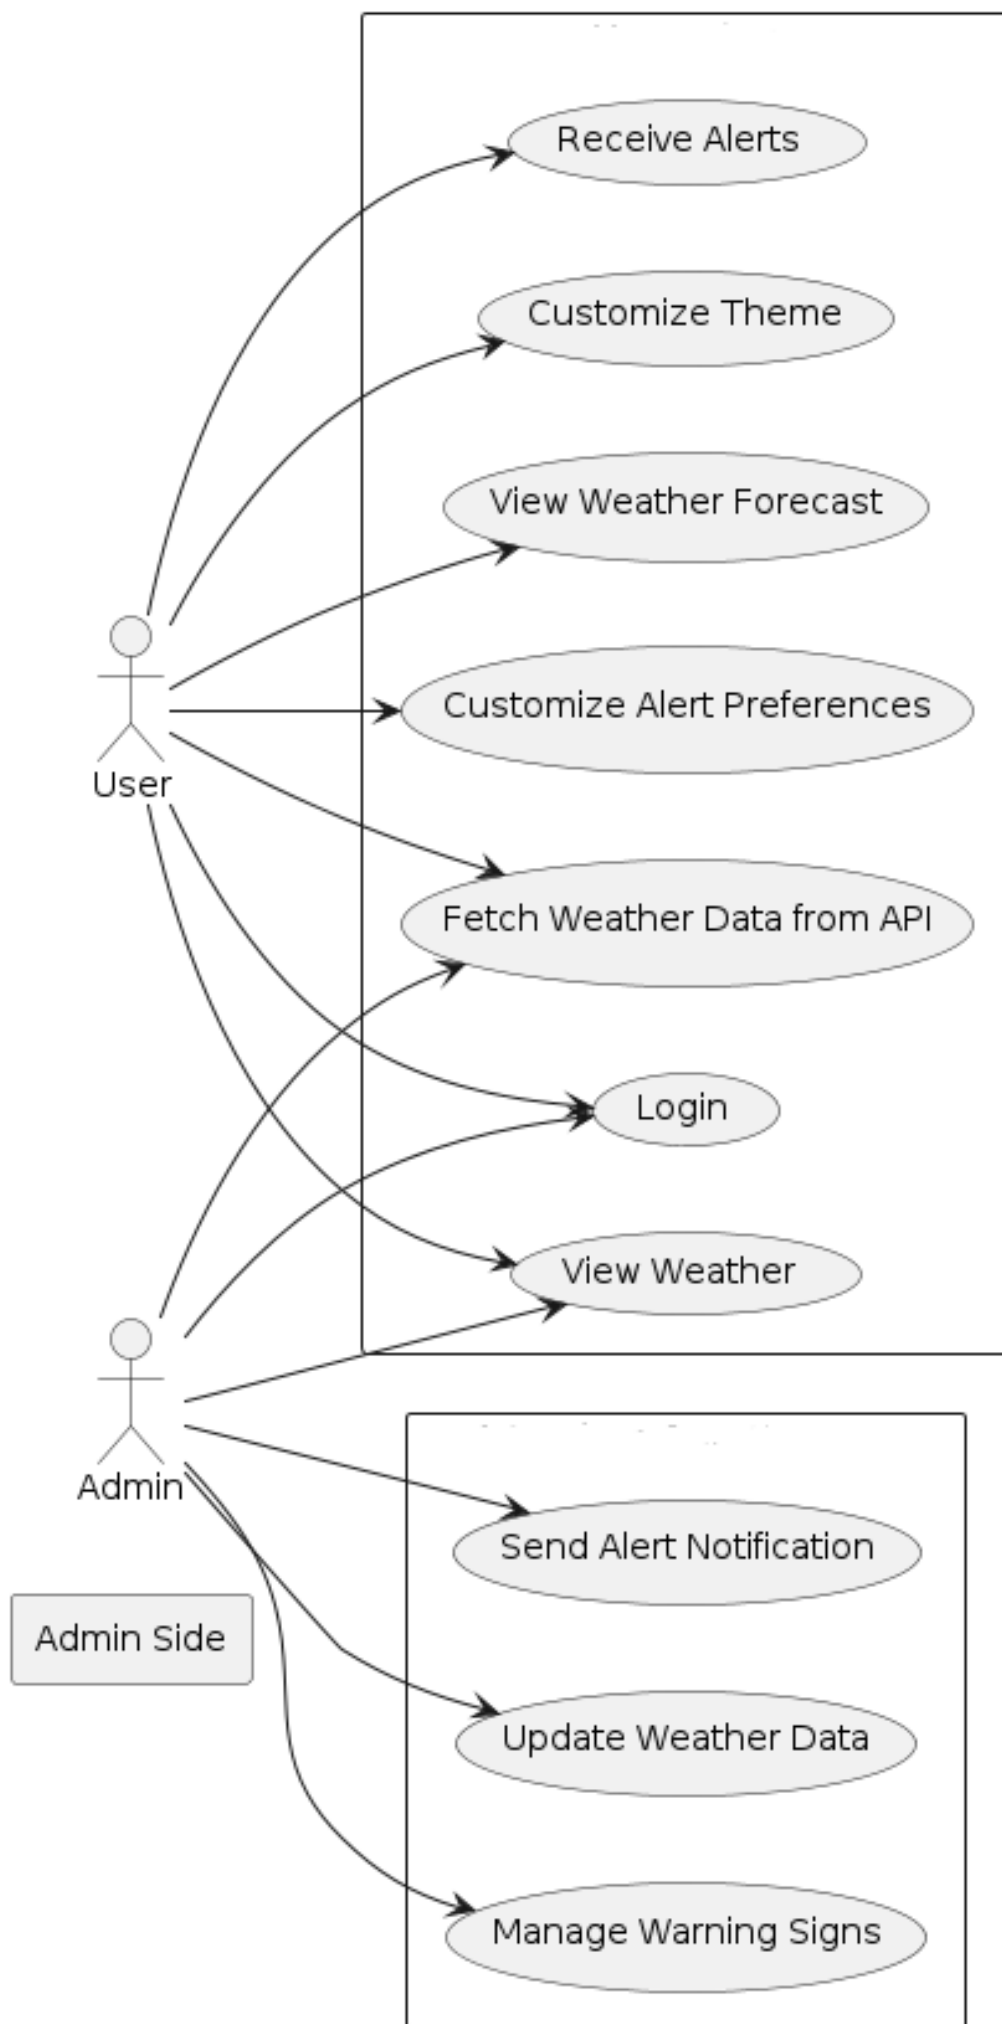 Receive Alerts
Customize Theme
View Weather Forecast
Customize Alert Preferences
User
Fetch Weather Data from API
Login
View Weather
Admin
Send Alert Notification
Admin Side
Update Weather Data
Manage Warning Signs